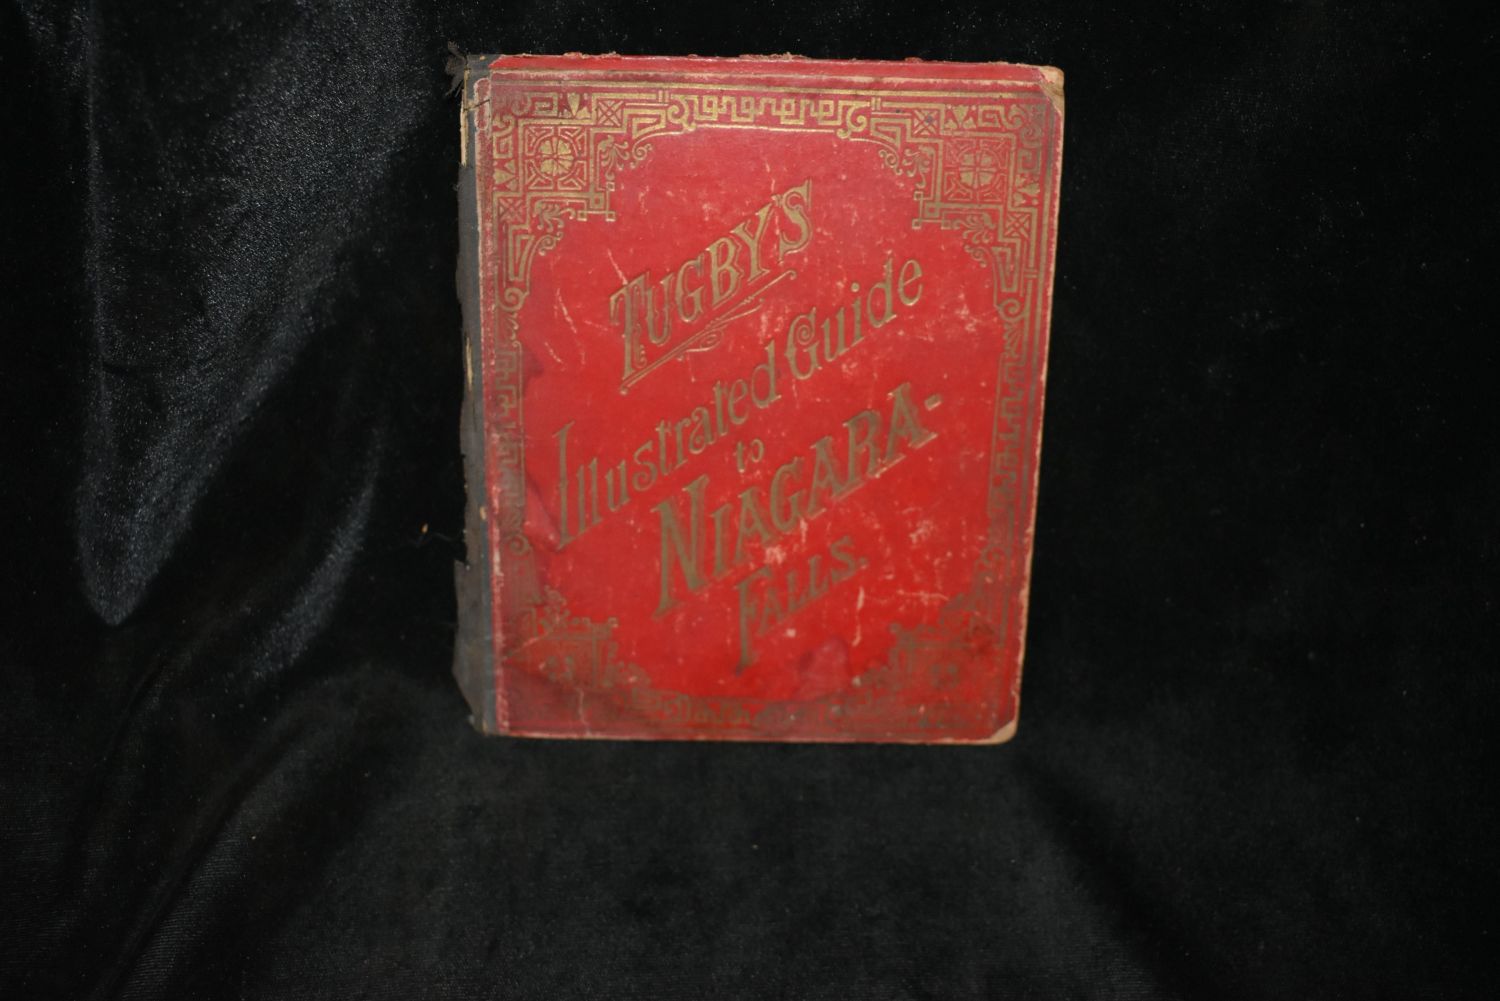 TUGBY'S
Illustrated Guide
to
NIAGARA-
FALLS.